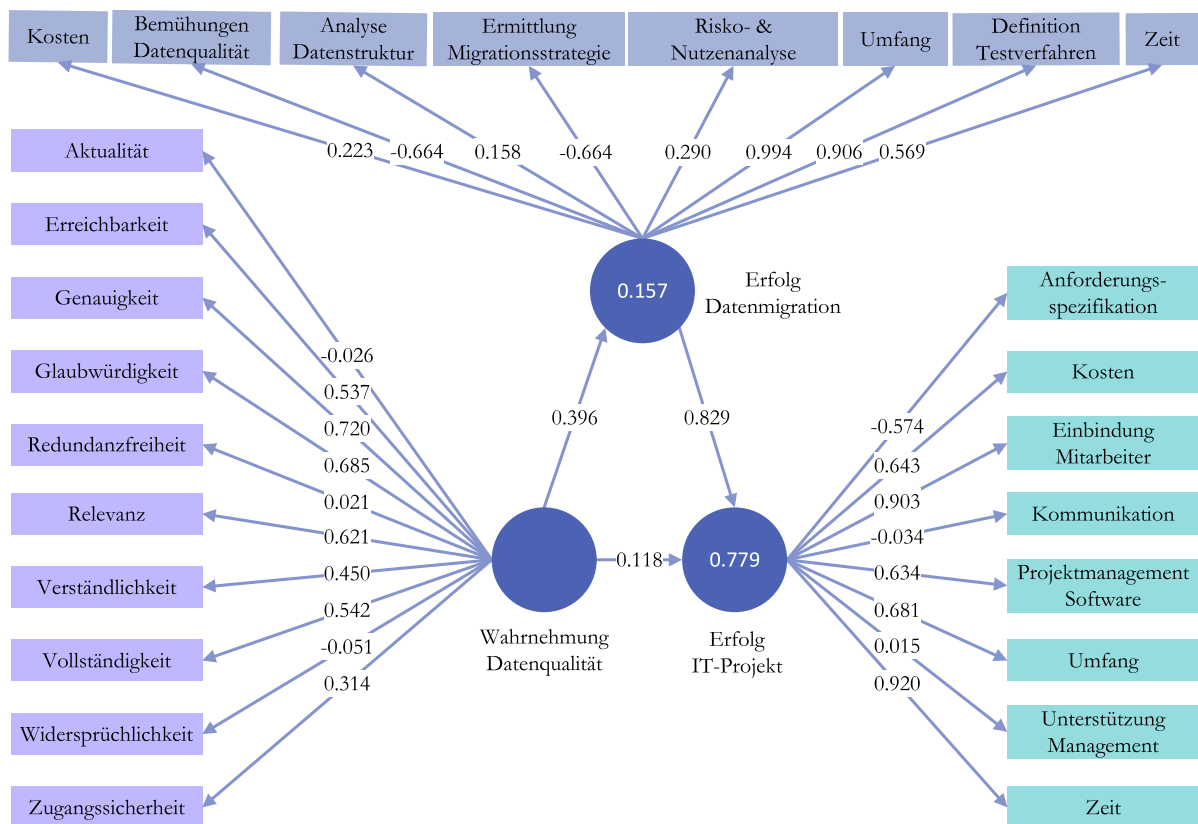 Kosten
Bemühungen
Datenqualität
Analyse
Datenstruktur
Ermittlung
Migrationsstrategie
Risko- &
Nutzenanalyse
Umfang
Definition
Testverfahren
Zeit
0.223
-0.664
0.158
-0.664
0.290
0.994
0.906
0.569
Aktualität
Erreichbarkeit
Genauigkeit
Glaubwürdigkeit
Redundanzfreiheit
Relevanz
Verständlichkeit
Vollständigkeit
Widersprüchlichkeit
Zugangssicherheit
-0.026
0.537
0.720
0.685
0.021
0.621
0.450
0.542
-0.051
0.314
0.157
Erfolg
Datenmigration
0.396
0.829
0.118
0.779
Wahrnehmung
Datenqualität
Erfolg
IT-Projekt
-0.574
0.643
0.903
-0.034
0.634
0.681
0.015
0.920
Anforderungs-
spezifikation
Kosten
Einbindung
Mitarbeiter
Kommunikation
Projektmanagement
Software
Umfang
Unterstützung
Management
Zeit